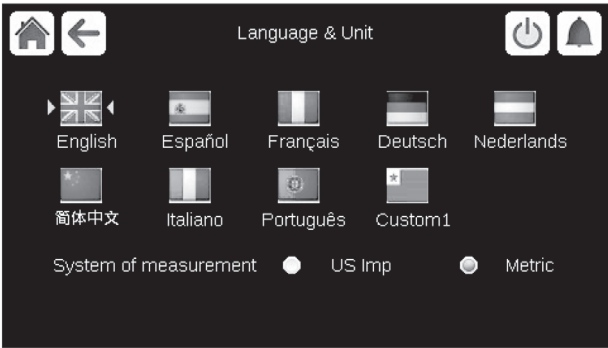 Language & Unit
English Español Français Deutsch Nederlands
简体中文 Italiano Português Custom1
System of measurement US Imp Metric